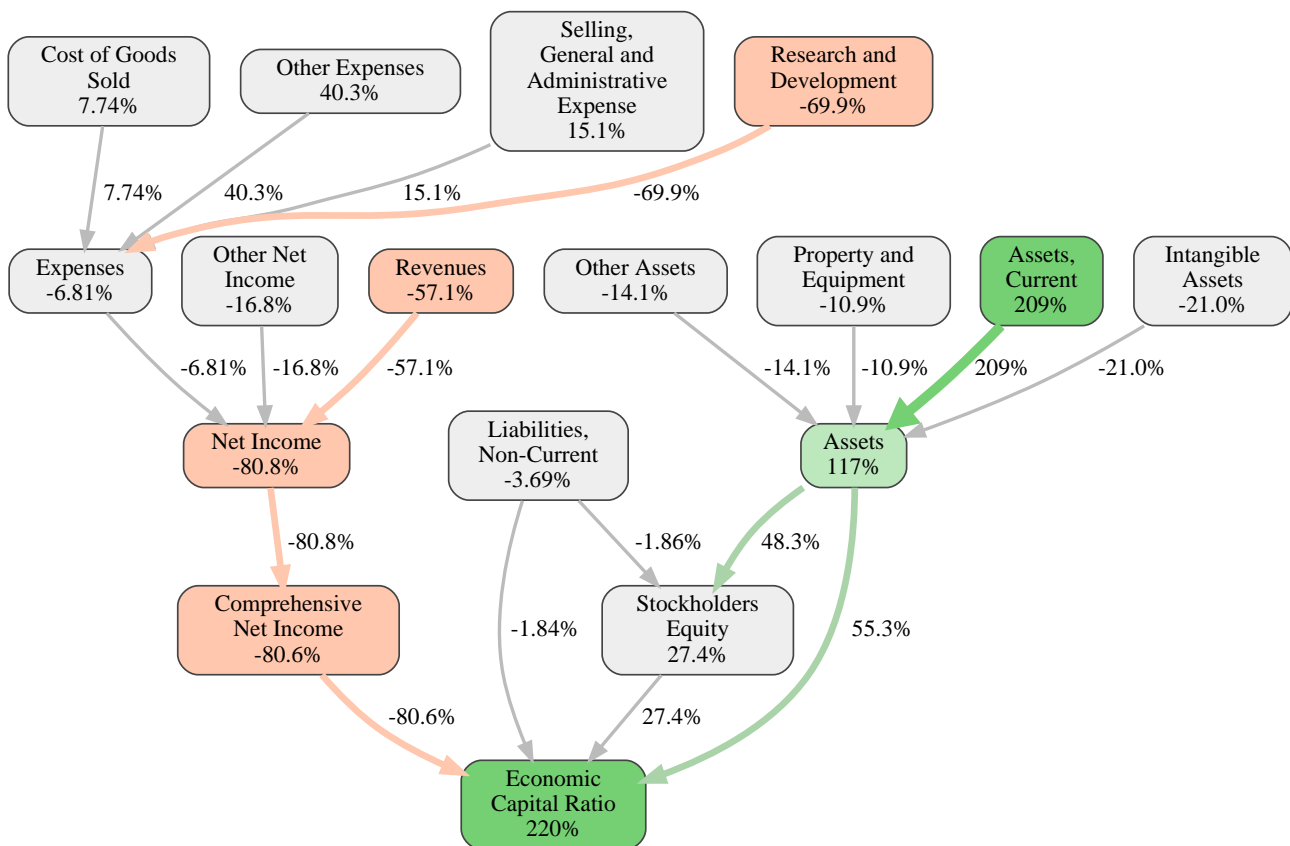 Cost of Goods
Sold
7.74%
Other Expenses
40.3%
Selling,
General and
Administrative
Expense
15.1%
Research and
Development
-69.9%
7.74%
40.3%
15.1%
-69.9%
Expenses
-6.81%
Other Net
Income
-16.8%
Revenues
-57.1%
Other Assets
-14.1%
Property and
Equipment
-10.9%
Assets,
Current
209%
Intangible
Assets
-21.0%
-6.81%
-16.8%
-57.1%
-14.1%
-10.9%
209%
-21.0%
Net Income
-80.8%
Liabilities,
Non-Current
-3.69%
Assets
117%
-80.8%
-1.86%
48.3%
Comprehensive
Net Income
-80.6%
-1.84%
Stockholders
Equity
27.4%
55.3%
-80.6%
27.4%
Economic
Capital Ratio
220%